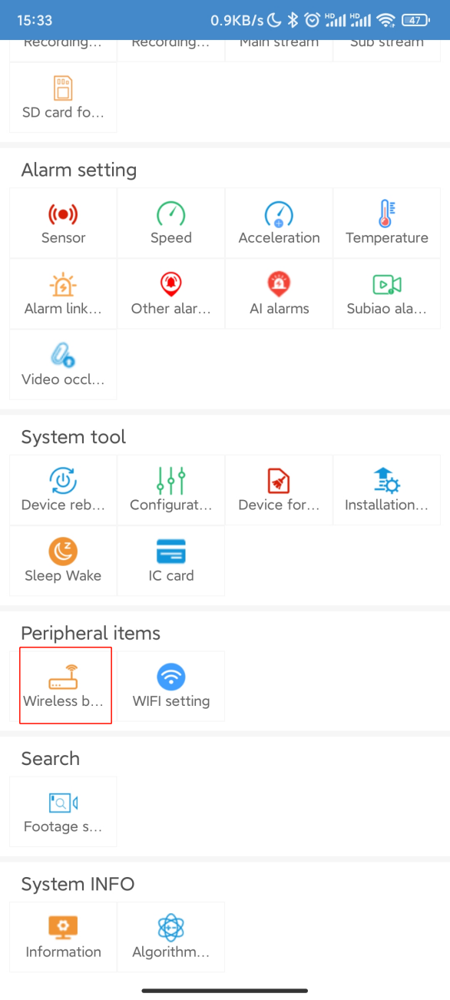 15:33 0.9KB/s HD HD 47
Recording... Recording... Main stream Sub stream
SD card fo...
Alarm setting
Sensor Speed Acceleration Temperature
Alarm link... Other alar... AI alarms Subiao ala...
Video occl...
System tool
Device reb... Configurat... Device for... Installation...
Sleep Wake IC card
Peripheral items
Wireless b... WIFI setting
Search
Footage s...
System INFO
Information Algorithm...